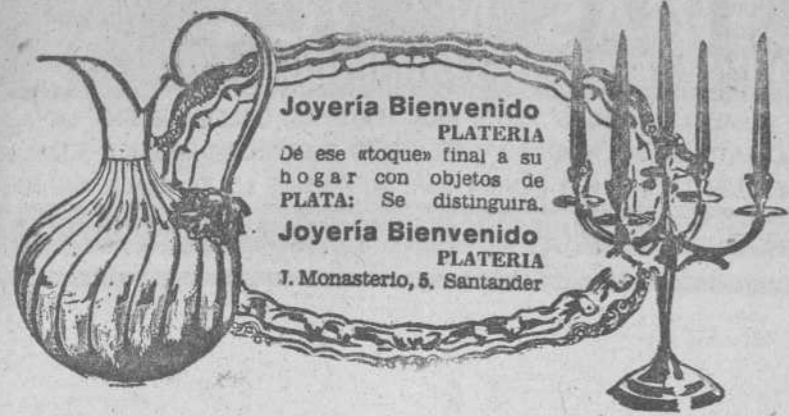 Joyería Bienvenido
PLATERIA
Dé ese «toque» final a su
hogar con objetos de
PLATA: Se distinguirá.
Joyería Bienvenido
PLATERIA
J. Monasterio, 5. Santander